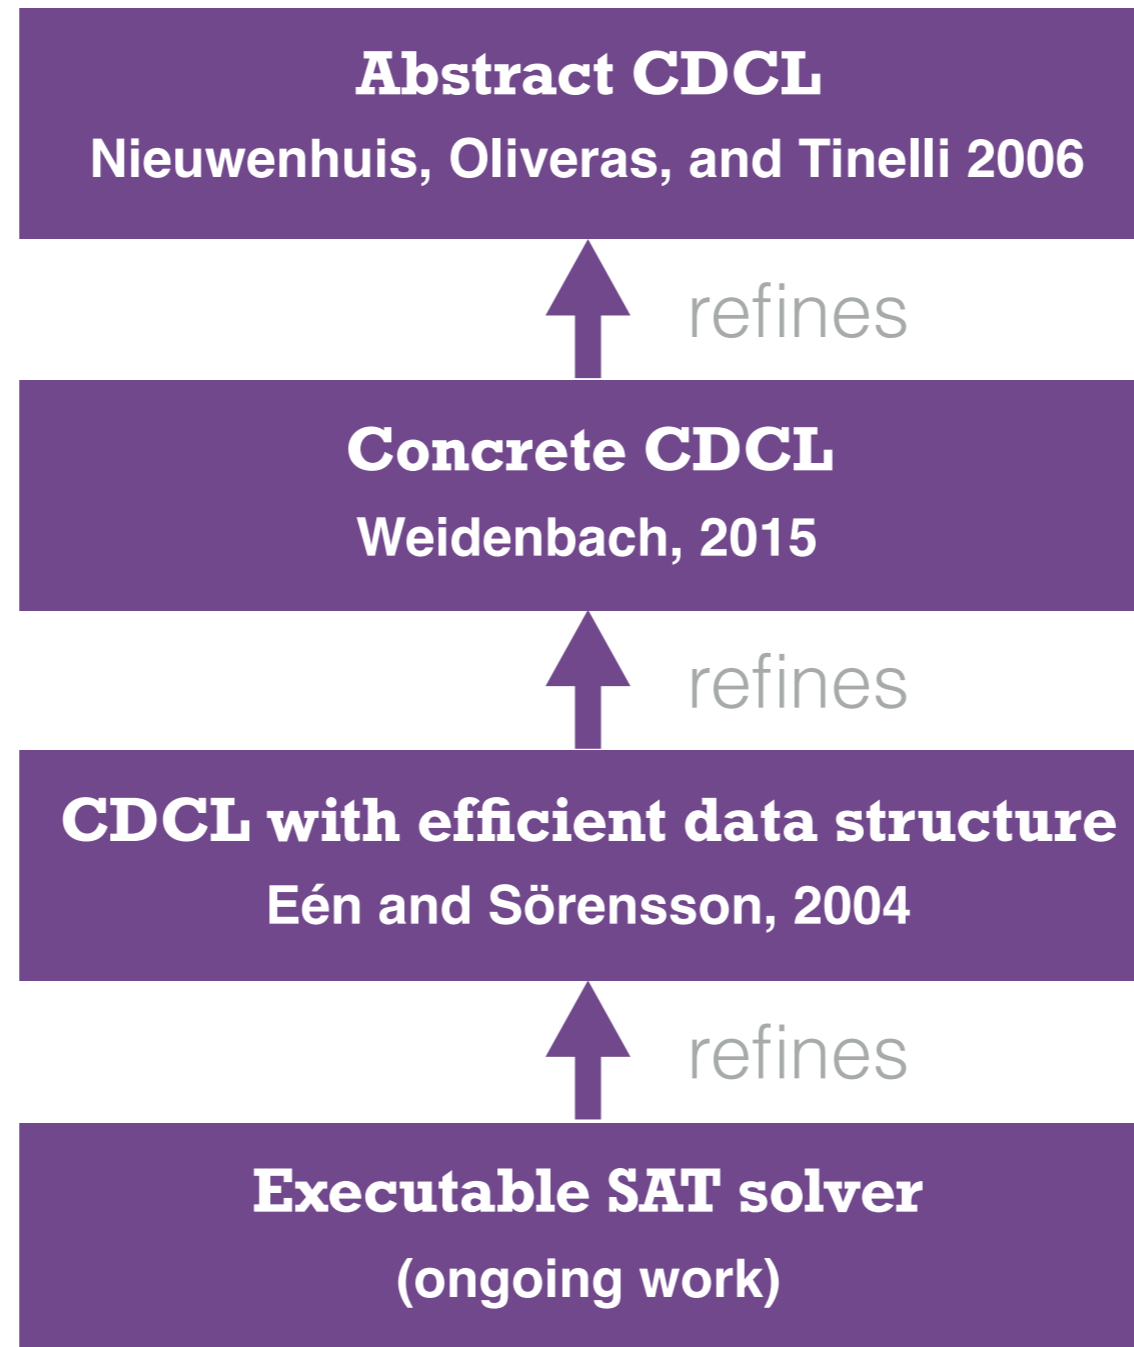 Abstract CDCL
Nieuwenhuis, Oliveras, and Tinelli 2006
refines
Concrete CDCL
Weidenbach, 2015
refines
CDCL with efficient data structure
Eén and Sörensson, 2004
refines
Executable SAT solver
(ongoing work)